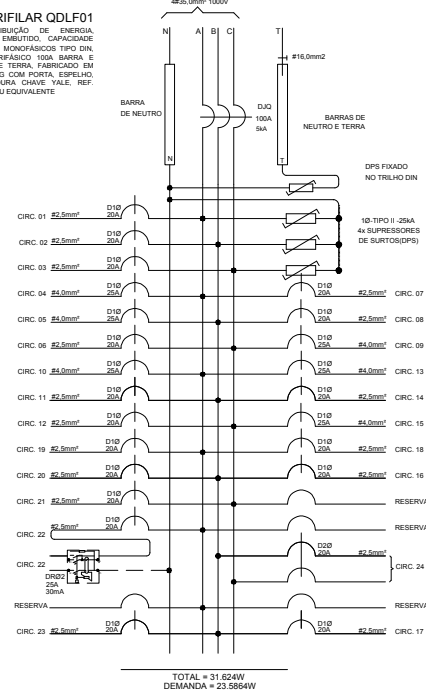 4#35,0mm² 1000V
RIFILAR QDLF01
IBUIÇÃO DE ENERGIA,
EMBUTIDO, CAPACIDADE
MONOFÁSICOS TIPO DIN,
RIFÁSICO 100A BARRA E
E TERRA, FABRICADO EM
G COM PORTA, ESPELHO,
URA CHAVE YALE, REF.
U EQUIVALENTE
N A B C T
#16,0mm2
BARRA
DE NEUTRO
DJQ
100A
5kA
BARRAS DE
NEUTRO E TERRA
N
T
DPS FIXADO
NO TRILHO DIN
1Ø-TIPO II -25kA
4x SUPRESSORES
DE SURTOS(DPS)
CIRC. 01 #2,5mm² D1Ø 20A
CIRC. 02 #2,5mm² D1Ø 20A
CIRC. 03 #2,5mm² D1Ø 20A
CIRC. 04 #4,0mm² D1Ø 25A D1Ø 20A #2,5mm² CIRC. 07
CIRC. 05 #4,0mm² D1Ø 25A D1Ø 20A #2,5mm² CIRC. 08
CIRC. 06 #2,5mm² D1Ø 20A D1Ø 25A #4,0mm² CIRC. 09
CIRC. 10 #4,0mm² D1Ø 25A D1Ø 25A #4,0mm² CIRC. 13
CIRC. 11 #2,5mm² D1Ø 20A D1Ø 20A #2,5mm² CIRC. 14
CIRC. 12 #2,5mm² D1Ø 20A D1Ø 25A #4,0mm² CIRC. 15
CIRC. 19 #2,5mm² D1Ø 20A D1Ø 20A #2,5mm² CIRC. 18
CIRC. 20 #2,5mm² D1Ø 20A D1Ø 20A #2,5mm² CIRC. 16
CIRC. 21 #2,5mm² D1Ø 20A RESERVA
CIRC. 22 #2,5mm² D1Ø 20A RESERVA
CIRC. 22 D2Ø 20A #2,5mm² CIRC. 24
DRØ2
25A
30mA
RESERVA RESERVA
CIRC. 23 #2,5mm² D1Ø 20A D1Ø 20A #2,5mm² CIRC. 17
TOTAL = 31.624W
DEMANDA = 23.5864W